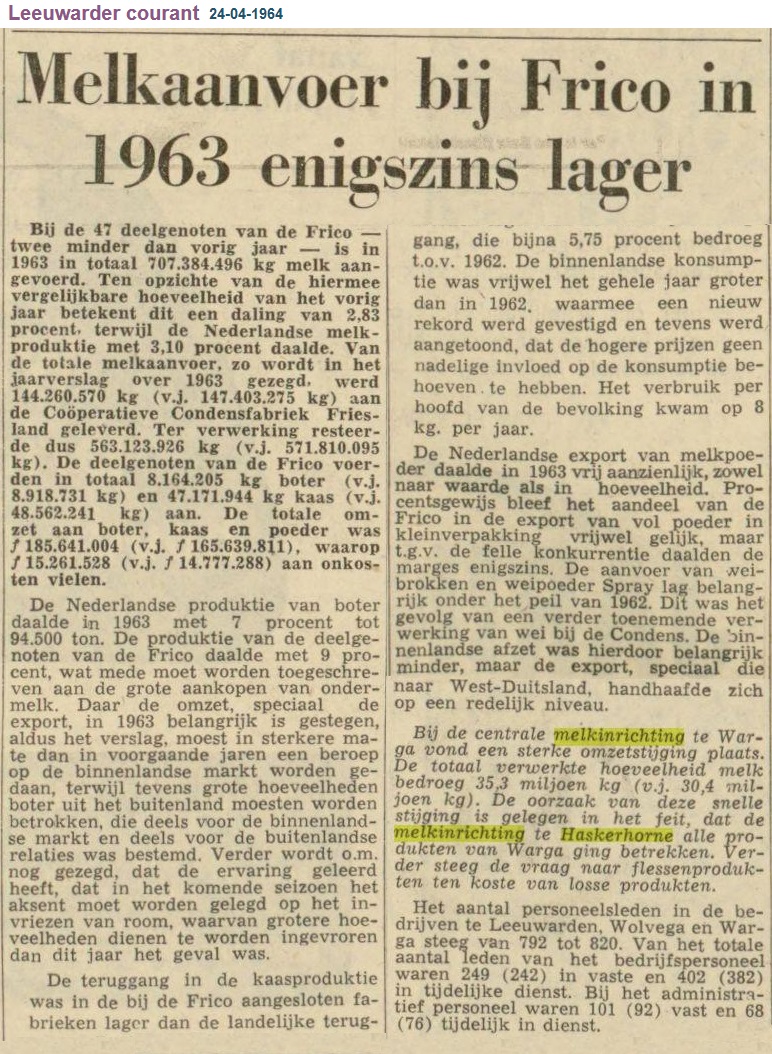 Leeuwarder courant 24-04-1964
Melkaanvoer bij Frico in
1963 enigszins lager
Bij de 47 deelgenoten van de Frico —
twee minder dan vorig jaar — is in
1963 in totaal 707.384.496 kg melk aan-
gevoerd. Ten opzichte van de hiermee
vergelijkbare hoeveelheid van het vorig
jaar betekent dit een daling van 2,83
procent, terwijl de Nederlandse melk-
produktie met 3,10 procent daalde. Van
de totale melkaanvoer, zo wordt in het
jaarverslag over 1963 gezegd, werd
144.260.570 kg (v.j. 147.403.275 kg) aan
de Coöperatieve Condensfabriek Fries-
land geleverd. Ter verwerking resteer-
de dus 563.123.926 kg (v.j. 571.810.095
kg). De deelgenoten van de Frico voer-
den in totaal 8.164.205 kg boter (v.j.
8.918.731 kg) en 47.171.944 kg kaas (v.j.
48.562.241 kg) aan. De totale om-
zet aan boter, kaas en poeder was
ƒ 185.641.004 (v.j. ƒ 165.639.811), waarop
ƒ 15.261.528 (v.j. ƒ 14.777.288) aan onkos-
ten vielen.
De Nederlandse produktie van boter
daalde in 1963 met 7 procent tot
94.500 ton. De produktie van de deelge-
noten van de Frico daalde met 9 pro-
cent, wat mede moet worden toegeschre-
ven aan de grote aankopen van onder-
melk. Daar de omzet, speciaal de
export, in 1963 belangrijk is gestegen,
aldus het verslag, moest in sterkere ma-
te dan in voorgaande jaren een beroep
op de binnenlandse markt worden ge-
daan, terwijl tevens grote hoeveelheden
boter uit het buitenland moesten worden
betrokken, die deels voor de binnenland-
se markt en deels voor de buitenlandse
relaties was bestemd. Verder wordt o.m.
nog gezegd, dat de ervaring geleerd
heeft, dat in het komende seizoen het
aksent moet worden gelegd op het in-
vriezen van room, waarvan grotere hoe-
veelheden dienen te worden ingevroren
dan dit jaar het geval was.
De teruggang in de kaasproduktie
was in de bij de Frico aangesloten fa-
brieken lager dan de landelijke terug-
gang, die bijna 5,75 procent bedroeg
t.o.v. 1962. De binnenlandse konsump-
tie was vrijwel het gehele jaar groter
dan in 1962, waarmee een nieuw
rekord werd gevestigd en tevens werd
aangetoond, dat de hogere prijzen geen
nadelige invloed op de konsumptie be-
hoeven te hebben. Het verbruik per
hoofd van de bevolking kwam op 8
kg. per jaar.
De Nederlandse export van melkpoe-
der daalde in 1963 vrij aanzienlijk, zowel
naar waarde als in hoeveelheid. Pro-
centsgewijs bleef het aandeel van de
Frico in de export van vol poeder in
kleinverpakking vrijwel gelijk, maar
t.g.v. de felle konkurrentie daalden de
marges enigszins. De aanvoer van wei-
brokken en weipoeder Spray lag belang-
rijk onder het peil van 1962. Dit was het
gevolg van een verder toenemende ver-
werking van wei bij de Condens. De bin-
nenlandse afzet was hierdoor belangrijk
minder, maar de export, speciaal die
naar West-Duitsland, handhaafde zich
op een redelijk niveau.
Bij de centrale melkinrichting te War-
ga vond een sterke omzetstijging plaats.
De totaal verwerkte hoeveelheid melk
bedroeg 35,3 miljoen kg (v.j. 30,4 mil-
joen kg). De oorzaak van deze snelle
stijging is gelegen in het feit, dat de
melkinrichting te Haskerhorne alle pro-
dukten van Warga ging betrekken. Ver-
der steeg de vraag naar flessenproduk-
ten ten koste van losse produkten.
Het aantal personeelsleden in de be-
drijven te Leeuwarden, Wolvega en War-
ga steeg van 792 tot 820. Van het totale
aantal leden van het bedrijfspersoneel
waren 249 (242) in vaste en 402 (382)
in tijdelijke dienst. Bij het administra-
tief personeel waren 101 (92) vast en 68
(76) tijdelijk in dienst.